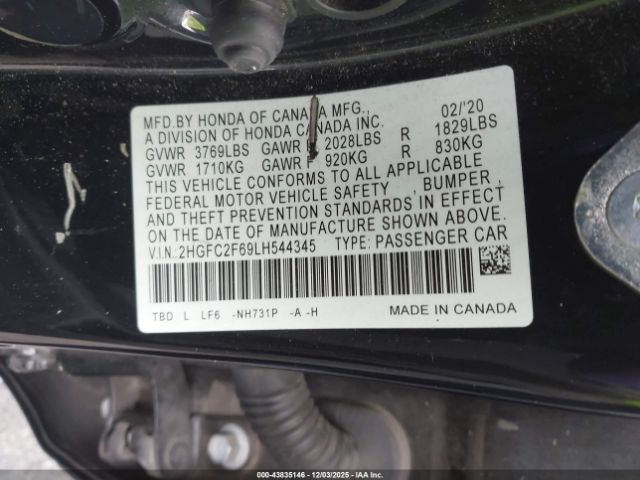 MFD.BY HONDA OF CANADA MFG., 02/'20
A DIVISION OF HONDA CANADA INC.
GVWR 3769LBS GAWR F 2028LBS R 1829LBS
GVWR 1710KG GAWR F 920KG R 830KG
THIS VEHICLE CONFORMS TO ALL APPLICABLE
FEDERAL MOTOR VEHICLE SAFETY , BUMPER,
AND THEFT PREVENTION STANDARDS IN EFFECT
ON THE DATE OF MANUFACTURE SHOWN ABOVE.
V.I.N.: 2HGFC2F69LH544345 TYPE: PASSENGER CAR
TBD L LF6 -NH731P -A -H MADE IN CANADA
© -43835146 - 12/03/2025 - IAA Inc.